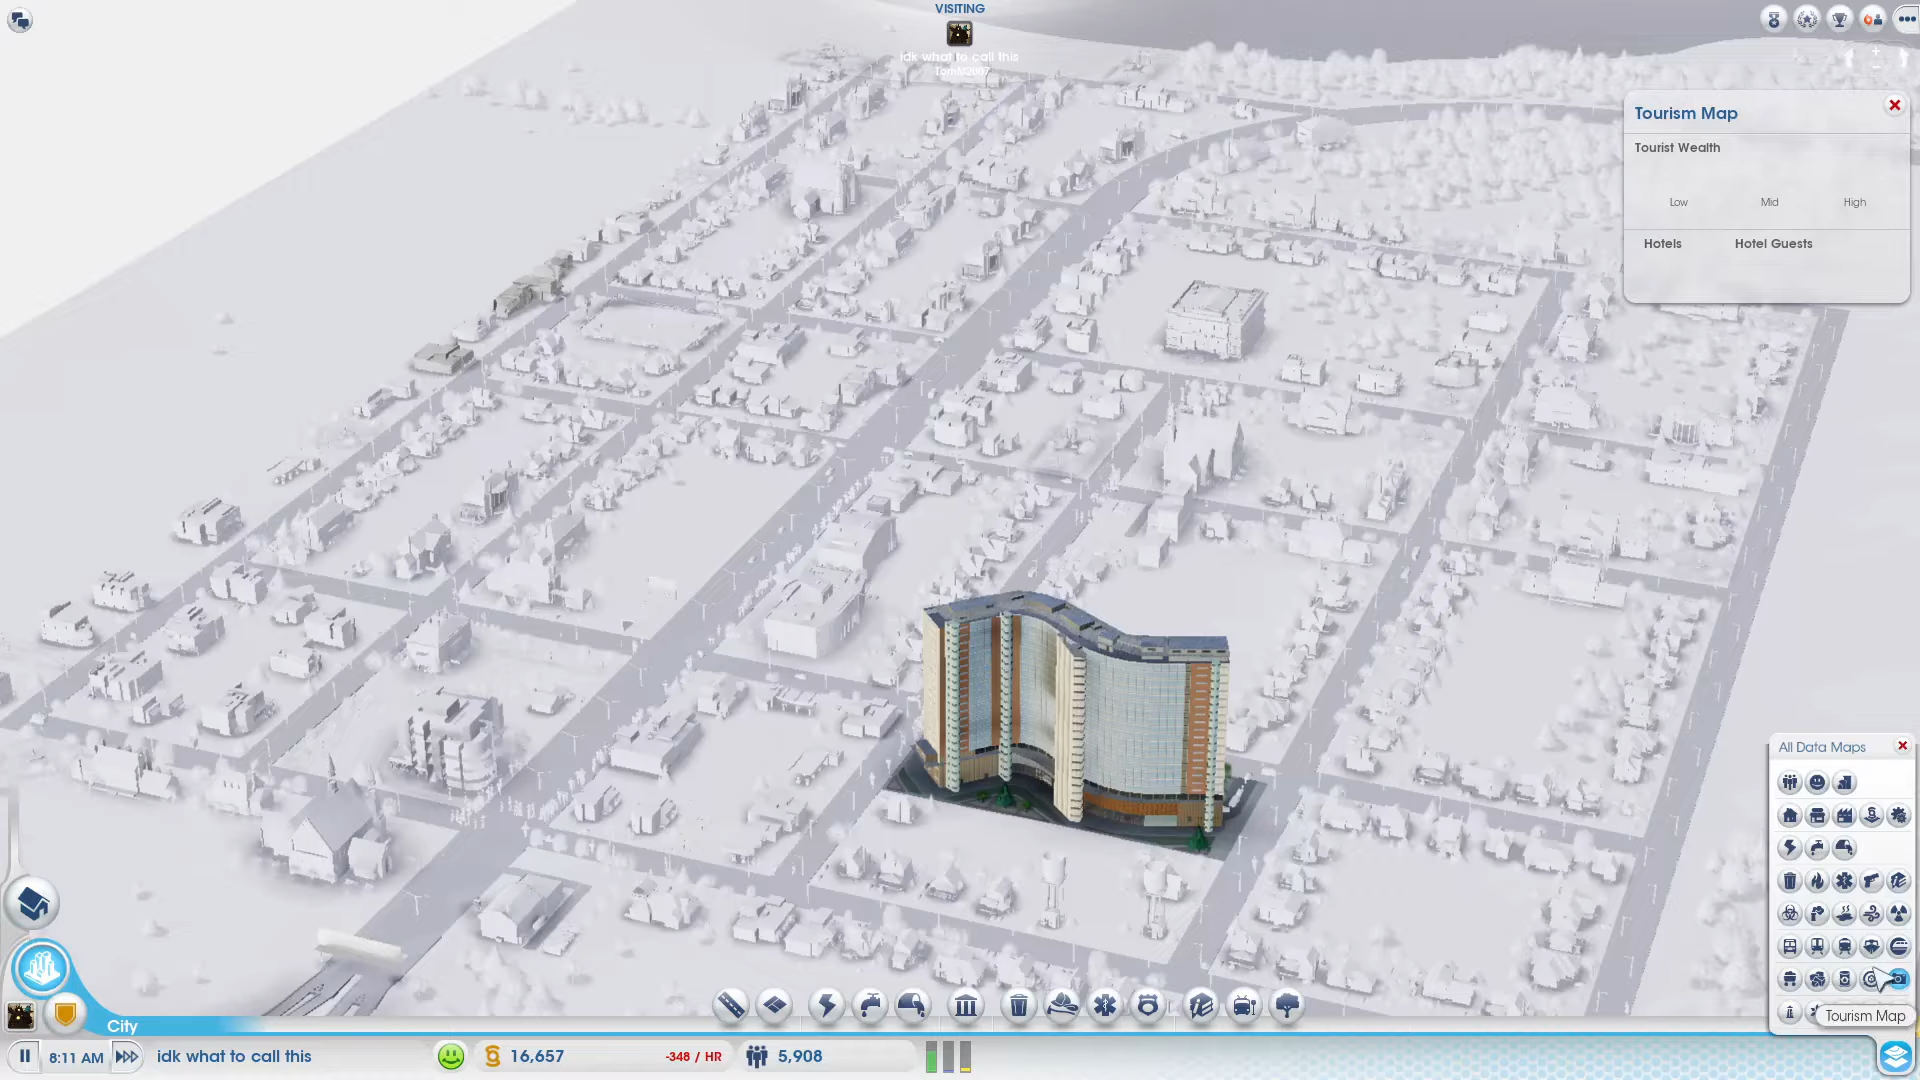 VISITING
idk what to call this
TomM2007
Tourism Map
Tourist Wealth
Low Mid High
Hotels Hotel Guests
All Data Maps
Tourism Map
City
8:11 AM idk what to call this 16,657 -348 / HR 5,908